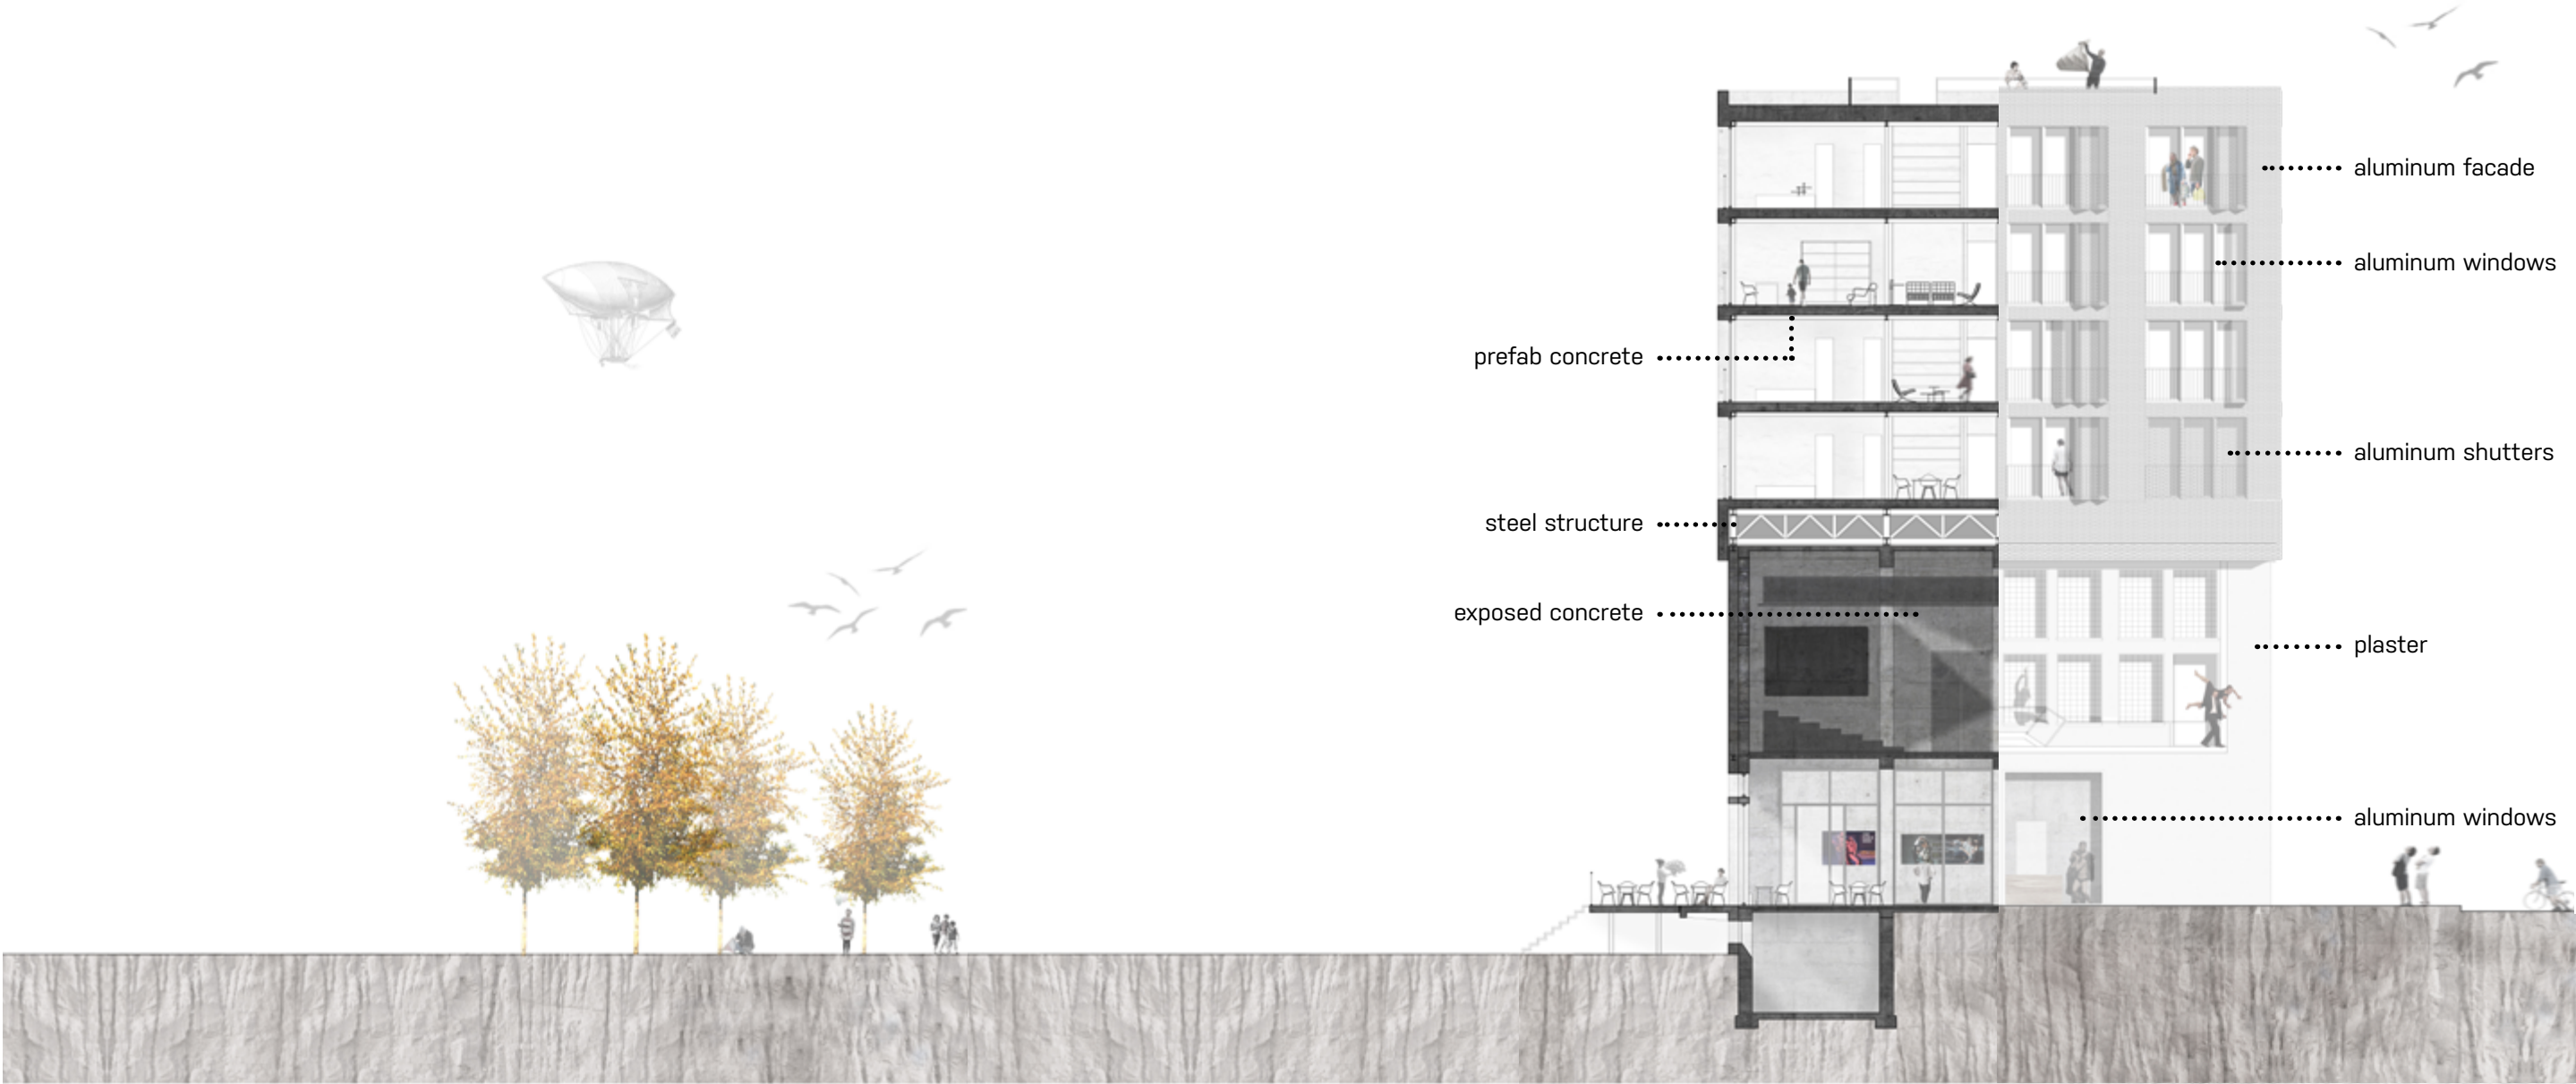 aluminum facade
aluminum windows
prefab concrete
aluminum shutters
steel structure
exposed concrete
plaster
aluminum windows